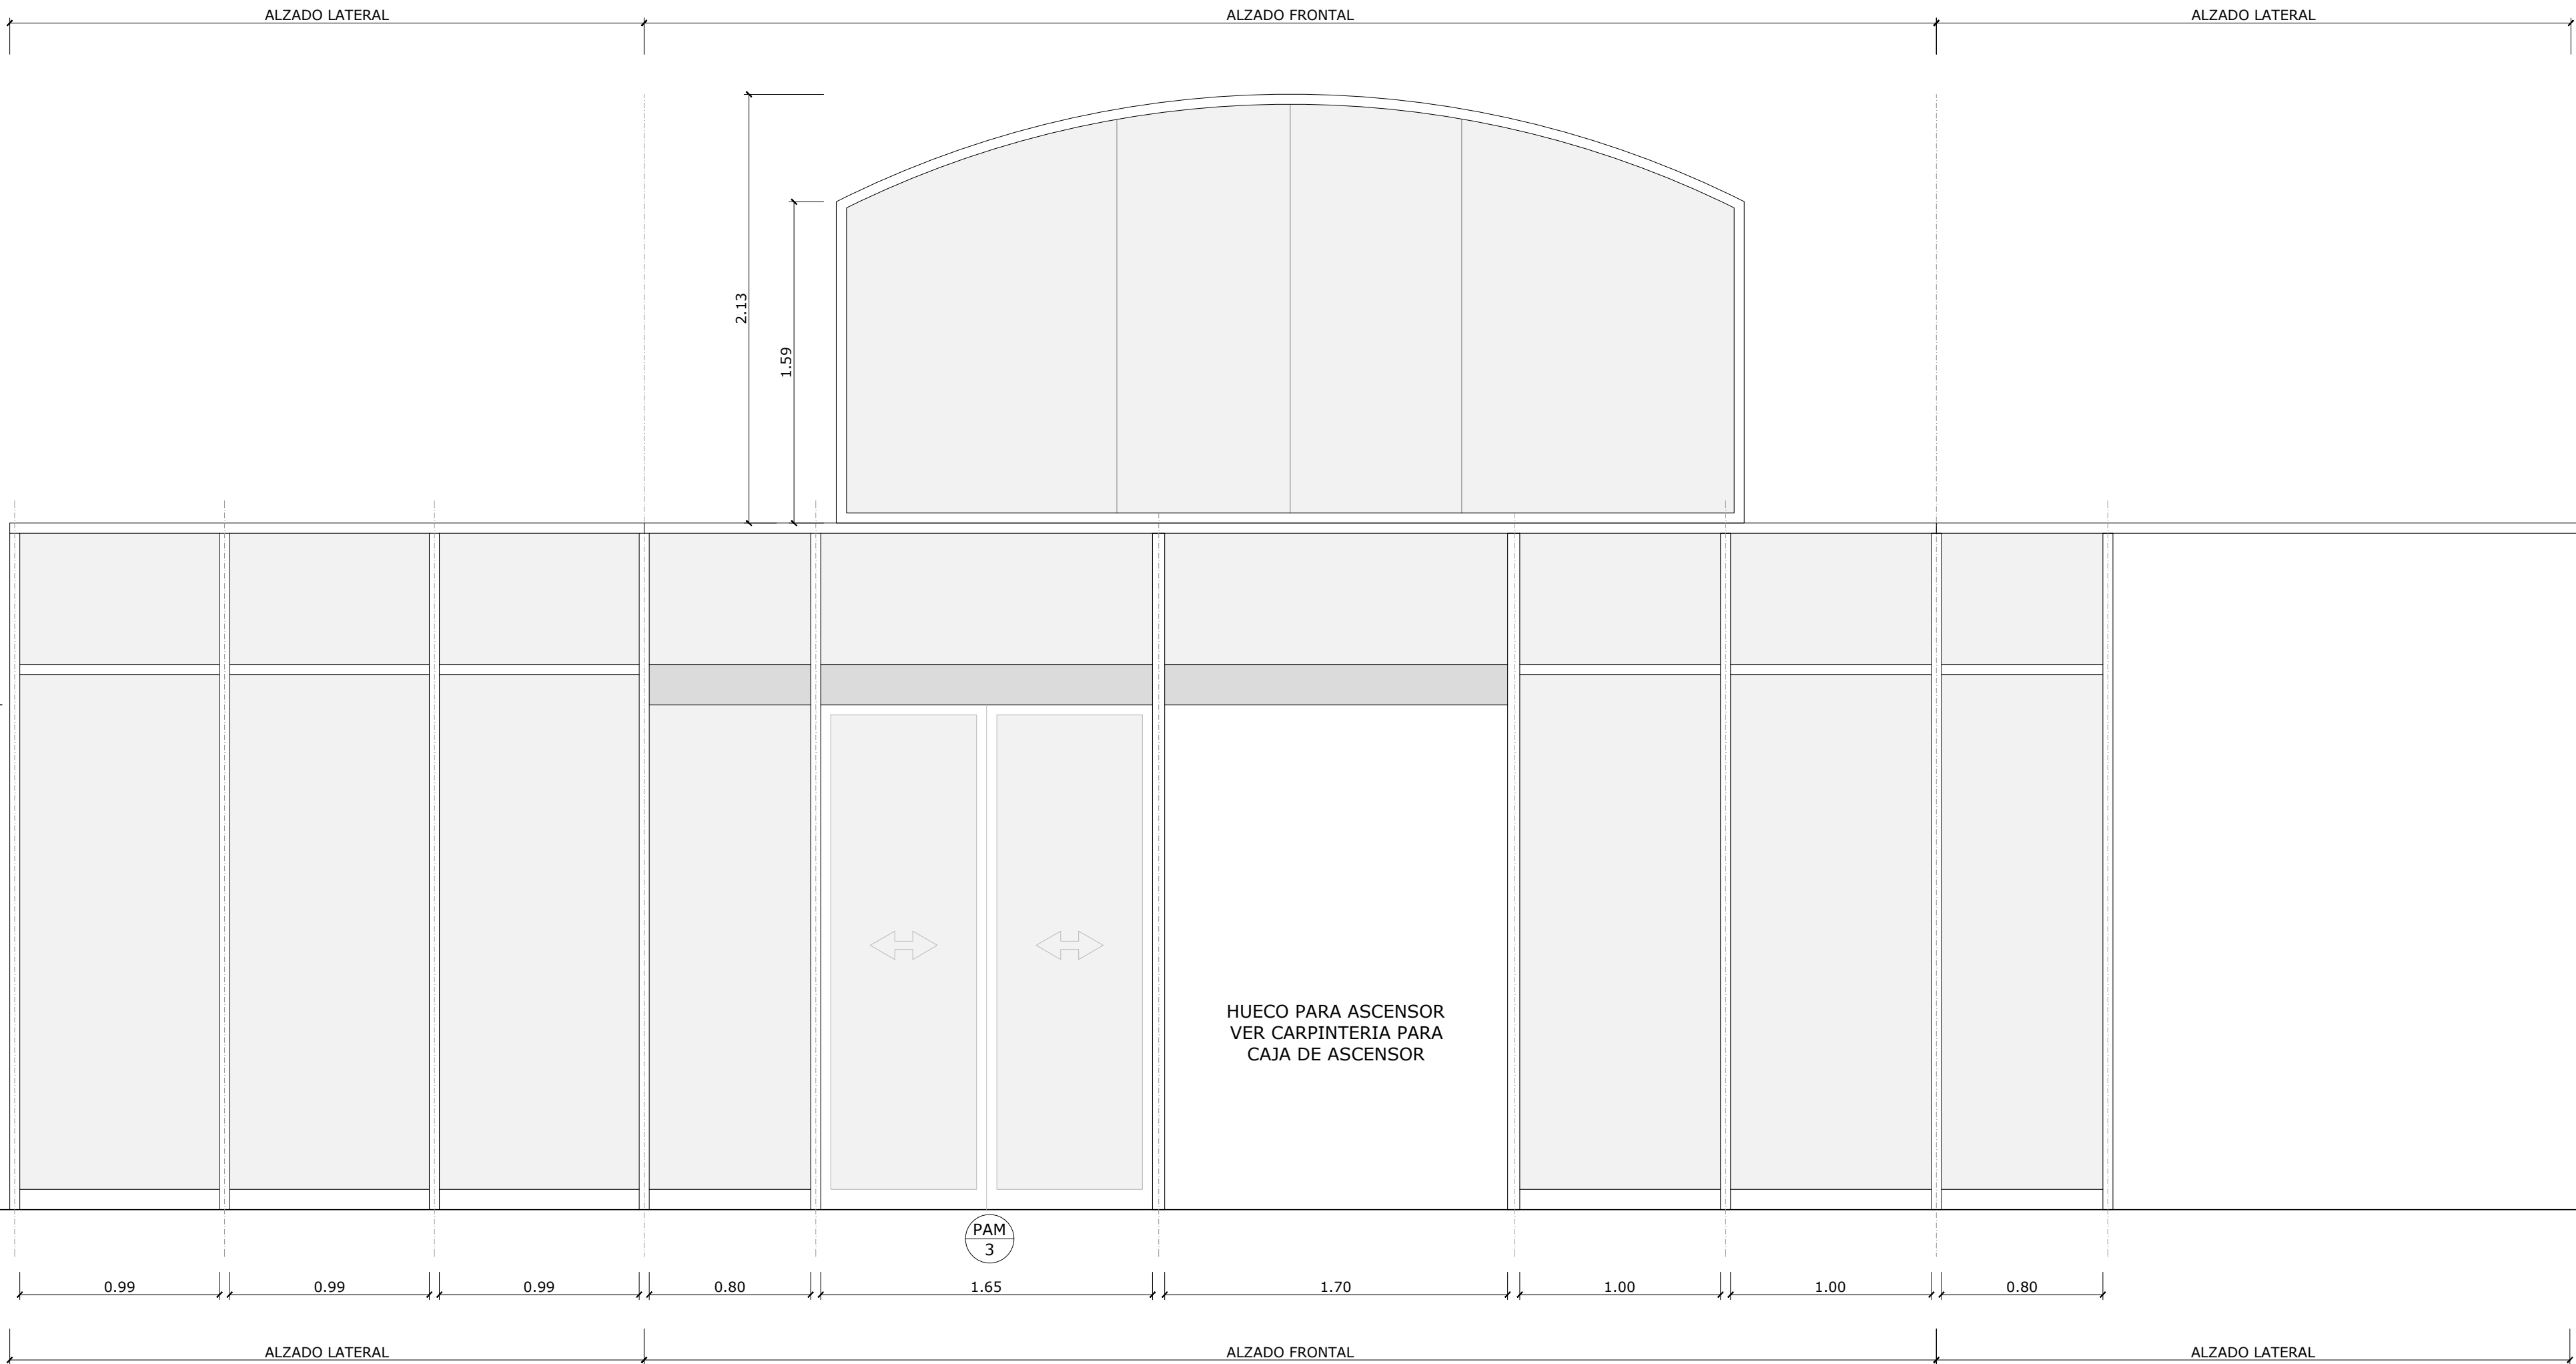 ALZADO LATERAL
ALZADO FRONTAL
ALZADO LATERAL
2.13
1.59
HUECO PARA ASCENSOR
VER CARPINTERIA PARA
CAJA DE ASCENSOR
PAM
3
0.99
0.99
0.99
0.80
1.65
1.70
1.00
1.00
0.80
ALZADO LATERAL
ALZADO FRONTAL
ALZADO LATERAL